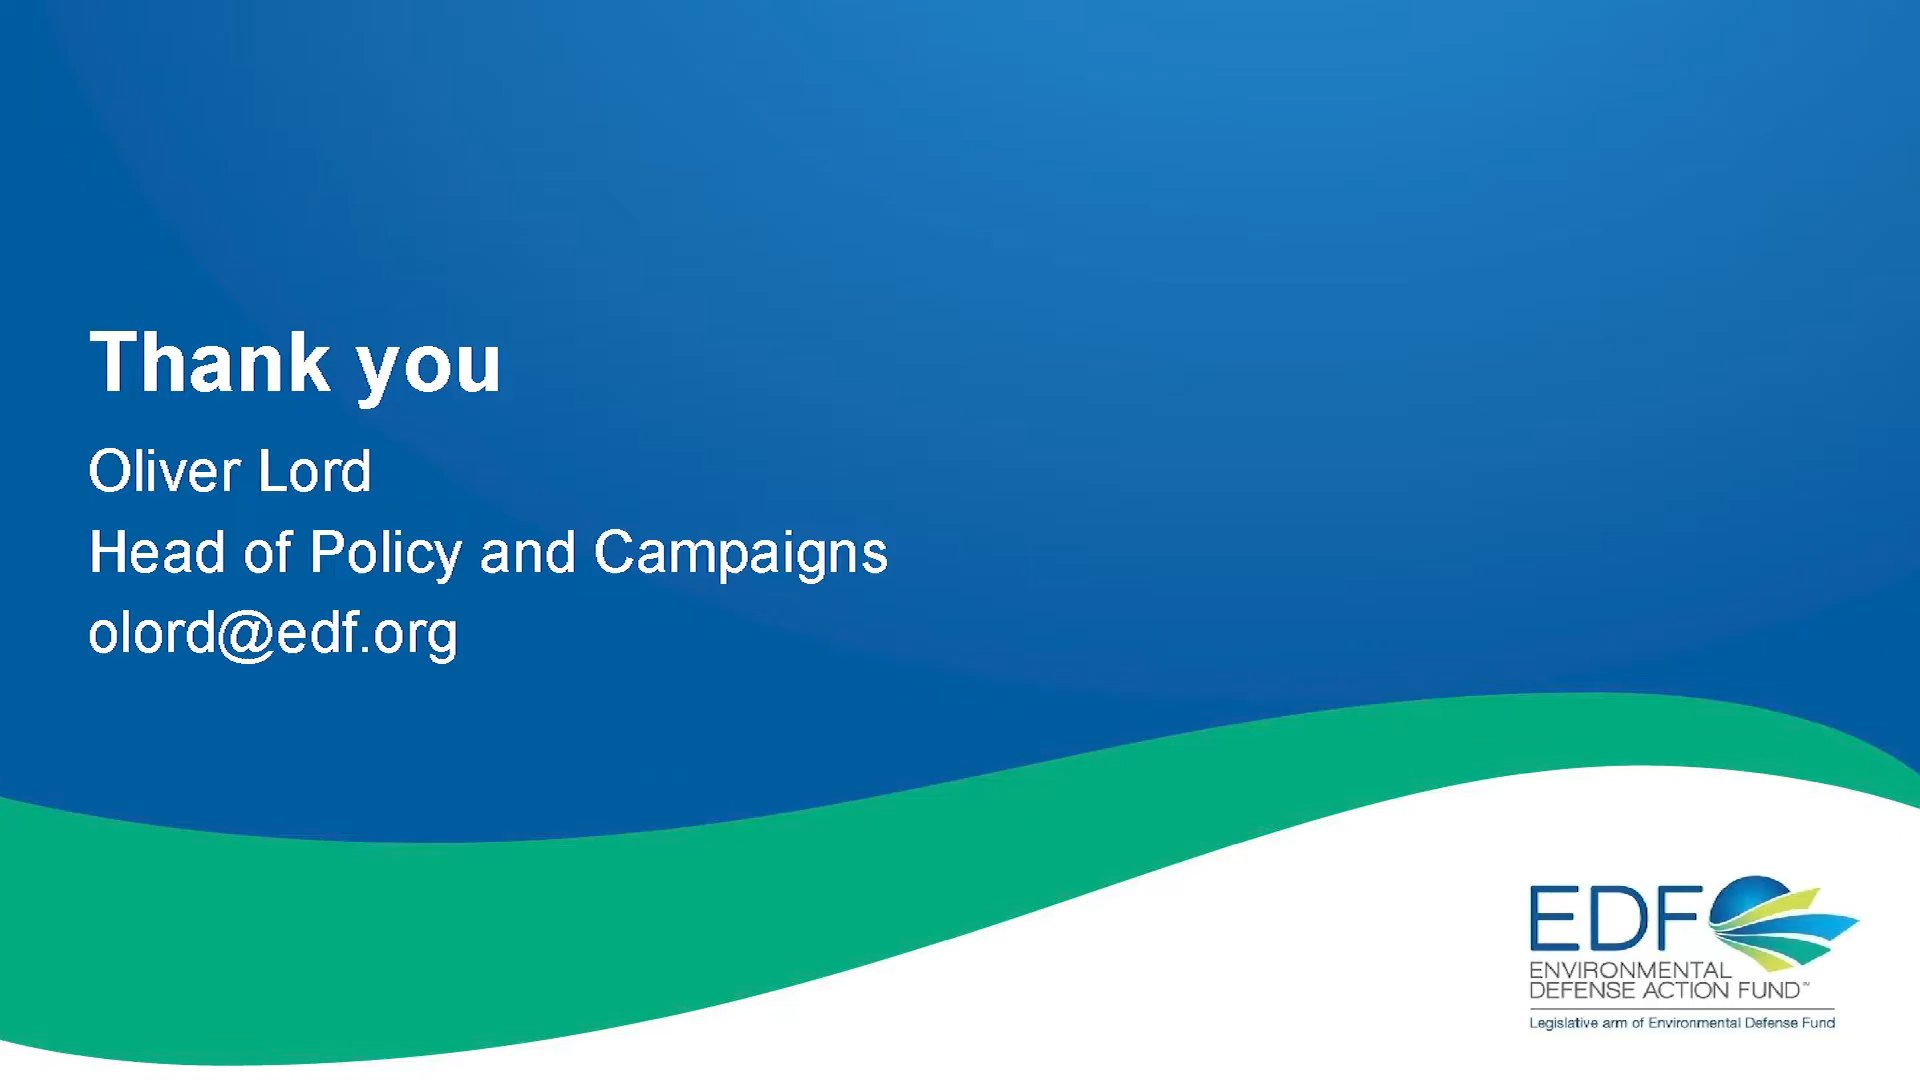 Thank you
Oliver Lord
Head of Policy and Campaigns
olord@edf.org
EDF
ENVIRONMENTAL
DEFENSE ACTION FUND™
Legislative arm of Environmental Defense Fund